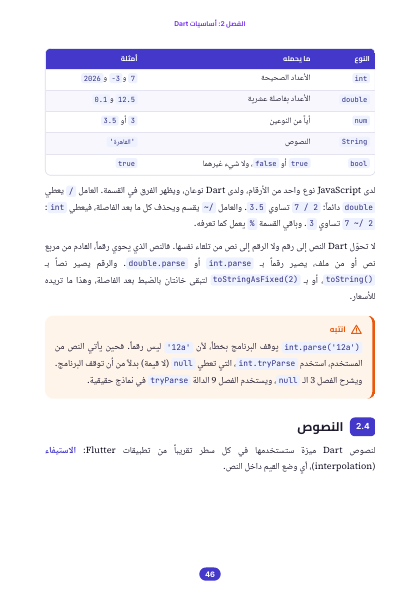 الفصل 2: أساسيات Dart
النوع ما يحمله أمثلة
int الأعداد الصحيحة 7 و 3- و 2026
double الأعداد بفاصلة عشرية 12.5 و 0.1
num أياً من النوعين 3 أو 3.5
String النصوص 'القاهرة'
bool true أو false، ولا شيء غيرهما true
لدى JavaScript نوع واحد من الأرقام، ولدى Dart نوعان، ويظهر الفرق في القسمة. العامل / يعطي
double دائماً: 7 / 2 تساوي 3.5. والعامل ~/ يقسم ويحذف كل ما بعد الفاصلة، فيعطي int:
7 ~/ 2 تساوي 3. وباقي القسمة % يعمل كما تعرفه.
لا تحوّل Dart النص إلى رقم ولا الرقم إلى نص من تلقاء نفسها. فالنص الذي يحوي رقماً، القادم من مربع
نص أو من ملف، يصير رقماً بـ int.parse أو double.parse. والرقم يصير نصاً بـ
toString()، أو بـ toStringAsFixed(2) لتبقى خانتان بالضبط بعد الفاصلة، وهذا ما تريده
للأسعار.
انتبه
int.parse('12a') يوقف البرنامج بخطأ، لأن '12a' ليس رقماً. فحين يأتي النص من
المستخدم، استخدم int.tryParse، التي تعطي null (لا قيمة) بدلاً من أن توقف البرنامج.
ويشرح الفصل 3 الـ null، ويستخدم الفصل 9 الدالة tryParse في نماذج حقيقية.
2.4 النصوص
لنصوص Dart ميزة ستستخدمها في كل سطر تقريباً من تطبيقات Flutter: الاستيفاء
(interpolation)، أي وضع القيم داخل النص.
46